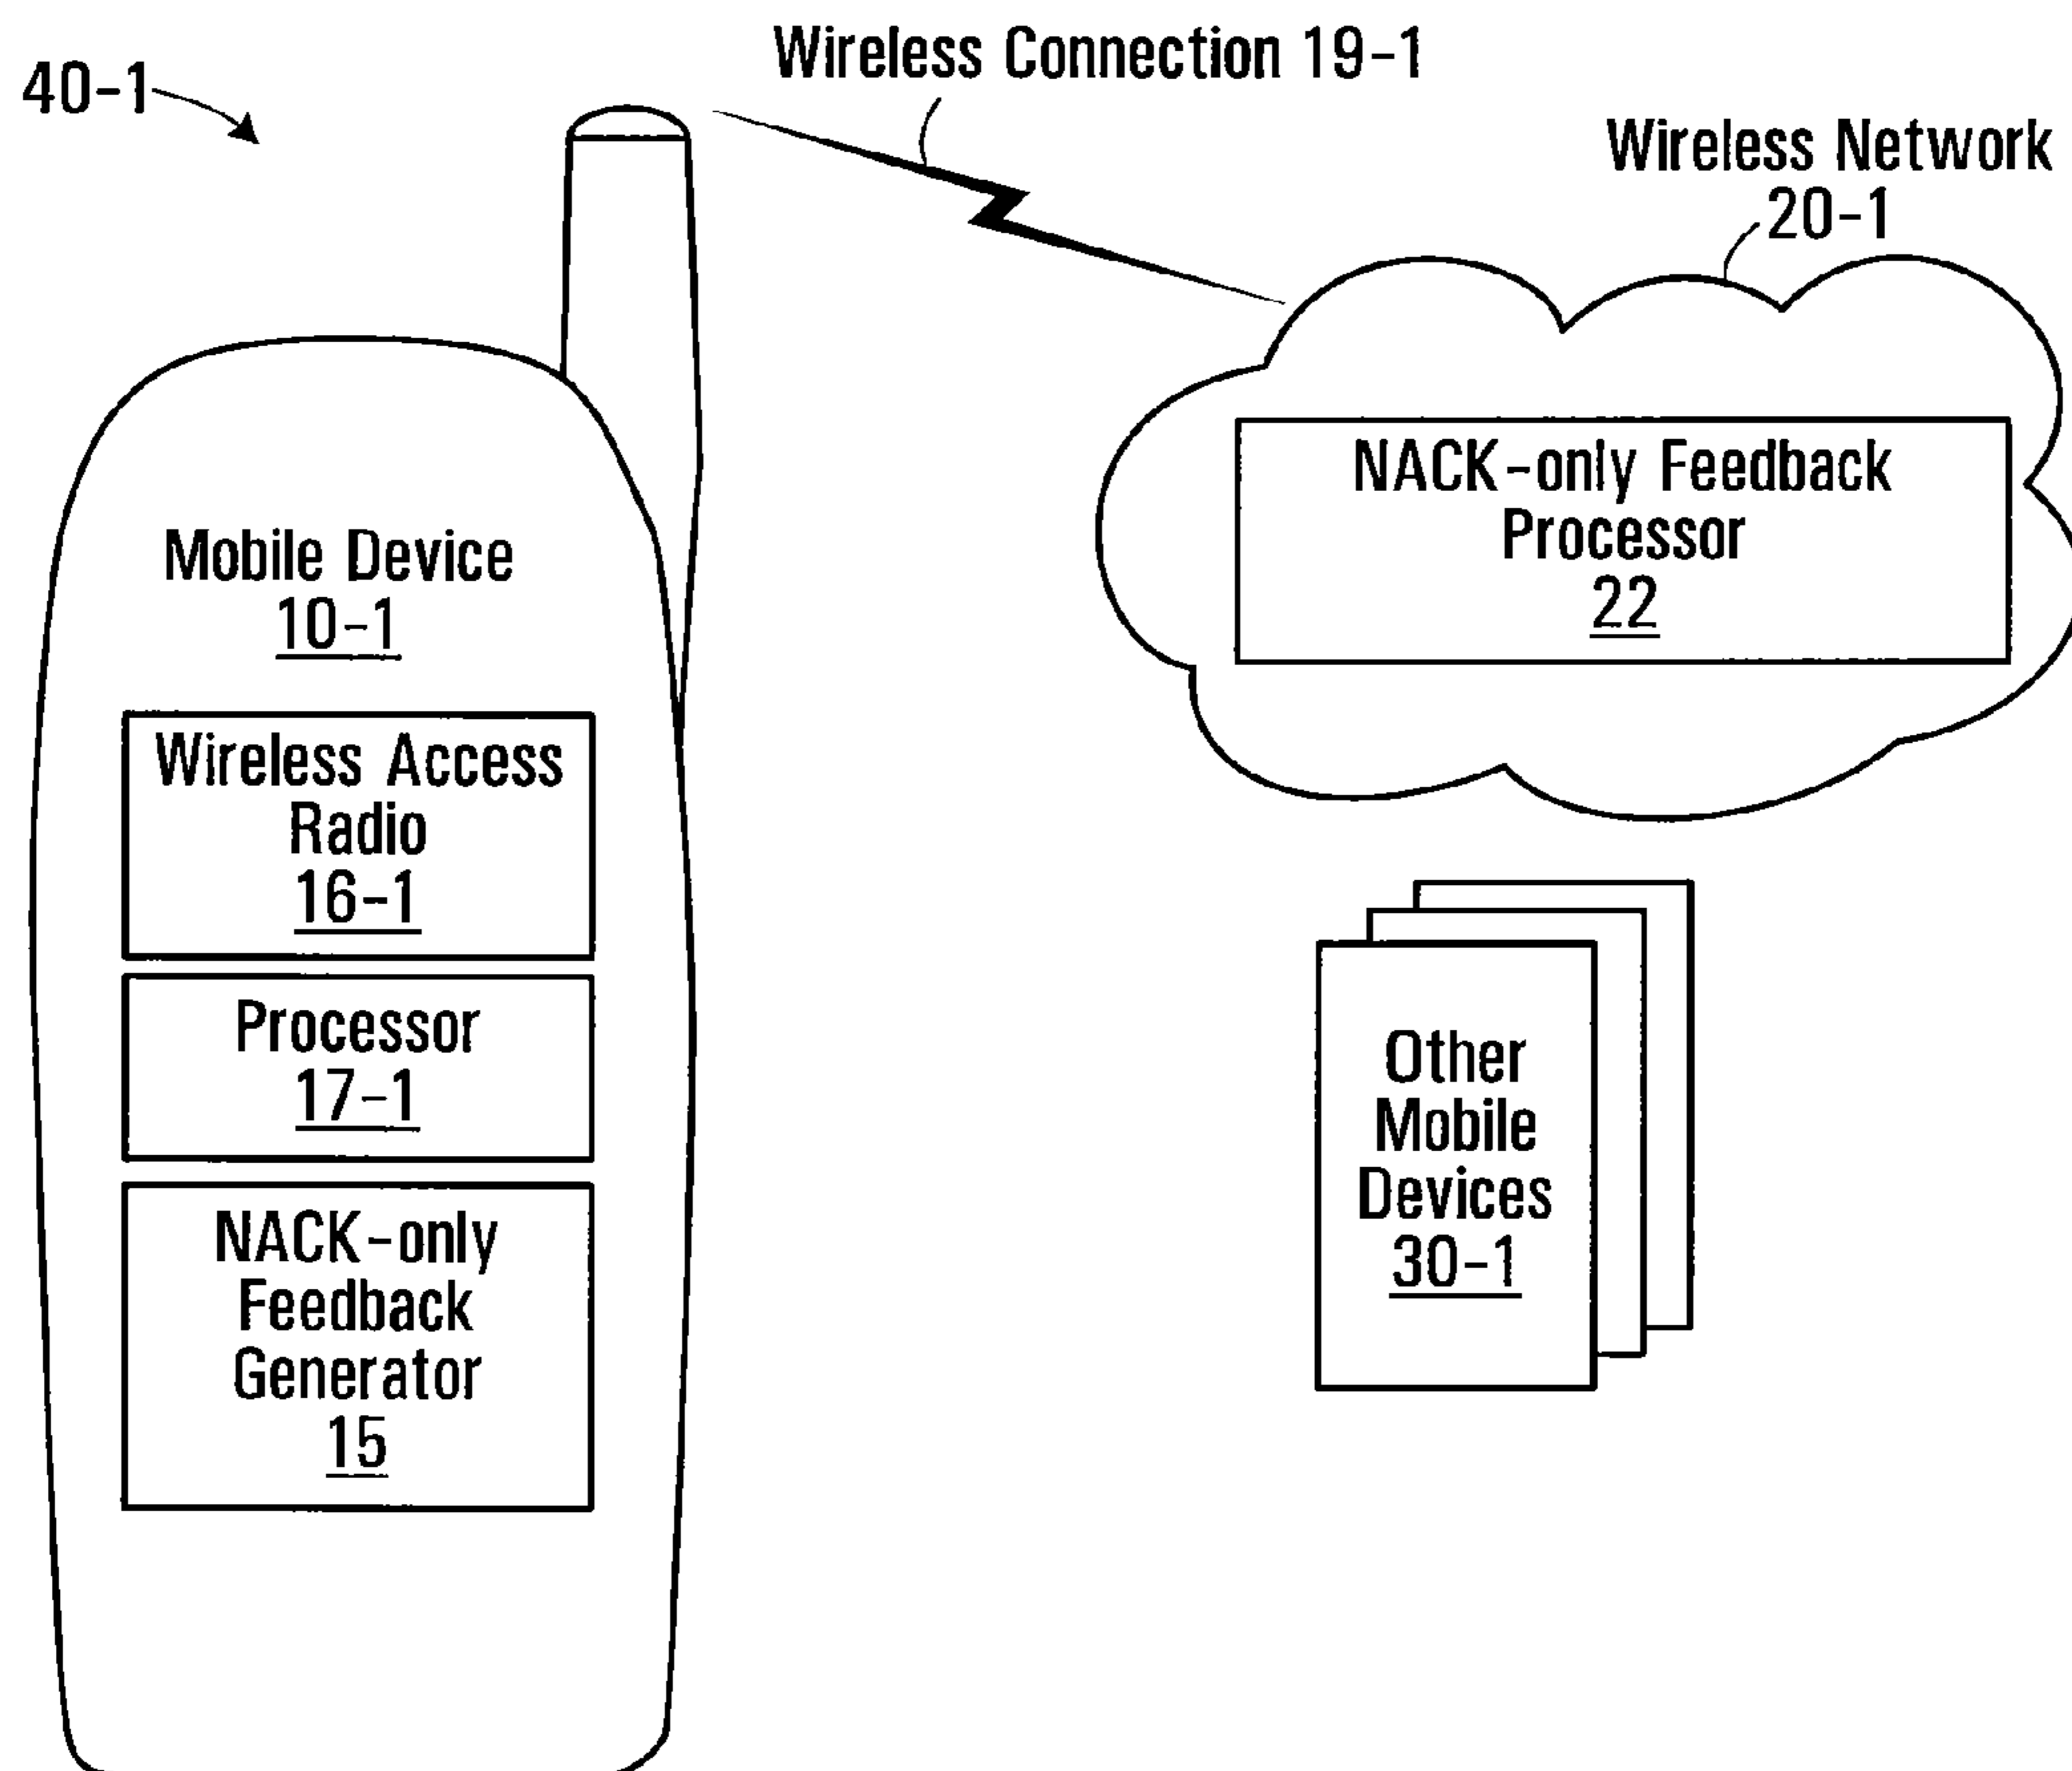 Wireless Connection 19-1
40-1
Wireless Network
20-1
NACK-only Feedback
Processor
22
Mobile Device
10-1
Wireless Access
Radio
16-1
Processor
17-1
NACK-only
Feedback
Generator
15
Other
Mobile
Devices
30-1